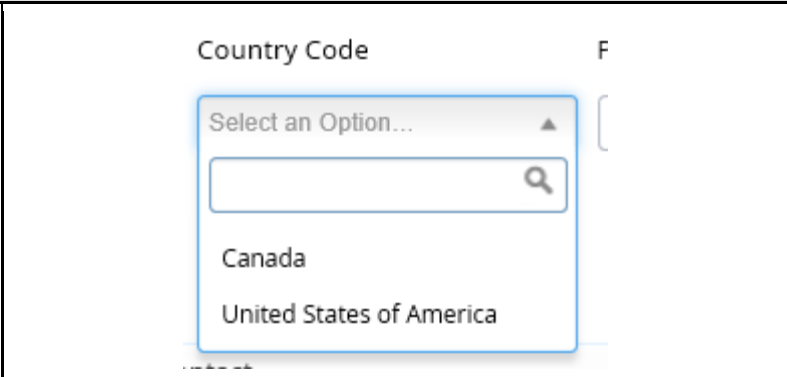 Country Code
Select an Option...
Canada
United States of America